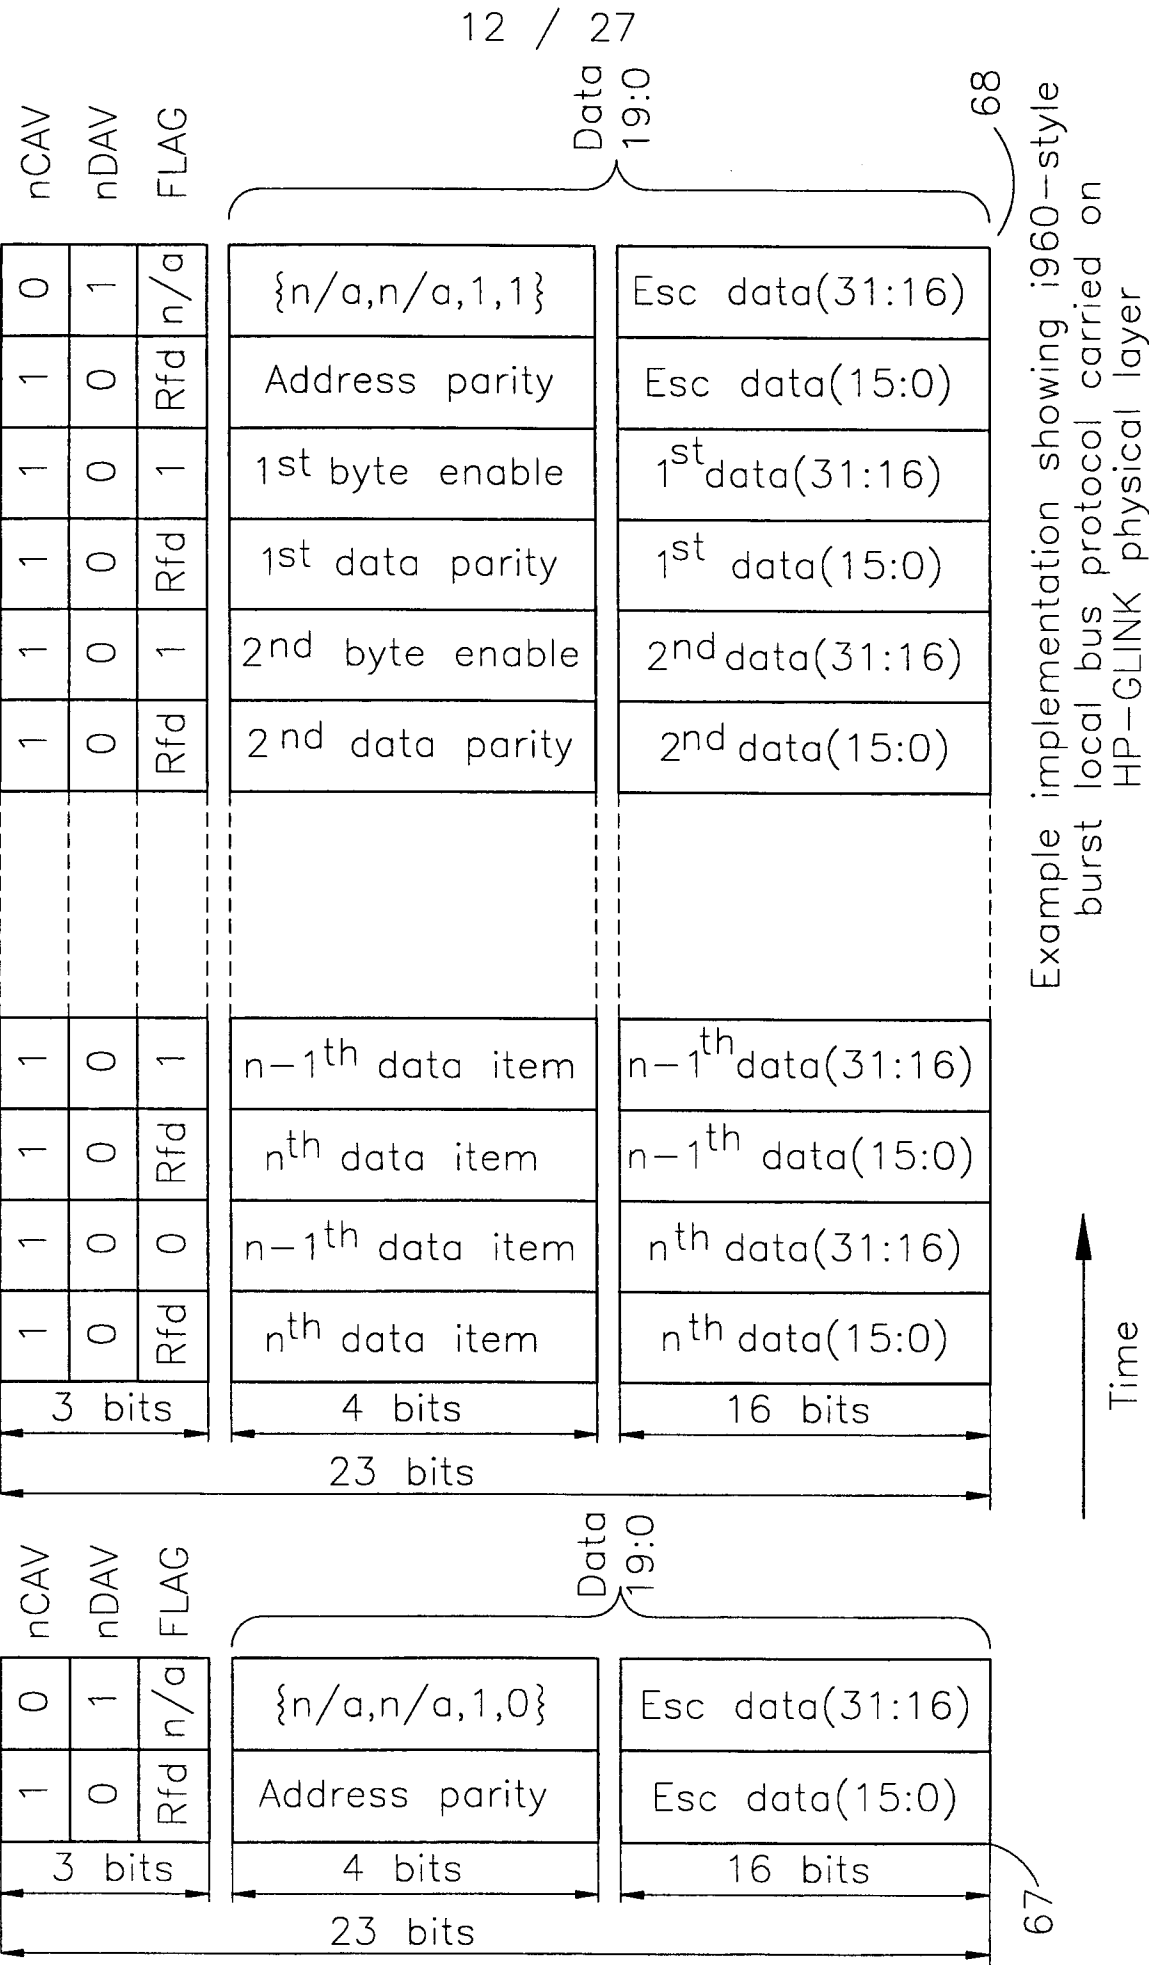 12 / 27
nCAV
nDAV
FLAG
Data
19:0
68
0 1 n/a {n/a,n/a,1,1} Esc data(31:16)
1 0 Rfd Address parity Esc data(15:0)
1 0 1 1st byte enable 1st data(31:16)
1 0 Rfd 1st data parity 1st data(15:0)
1 0 1 2nd byte enable 2nd data(31:16)
1 0 Rfd 2nd data parity 2nd data(15:0)
1 0 1 n-1th data item n-1th data(31:16)
1 0 Rfd nth data item n-1th data(15:0)
1 0 0 n-1th data item nth data(31:16)
1 0 Rfd nth data item nth data(15:0)
3 bits 4 bits 16 bits
23 bits
Example implementation showing i960-style
burst local bus protocol carried on
HP-GLINK physical layer
Time
nCAV
nDAV
FLAG
Data
19:0
0 1 n/a {n/a,n/a,1,0} Esc data(31:16)
1 0 Rfd Address parity Esc data(15:0)
3 bits 4 bits 16 bits
23 bits
67